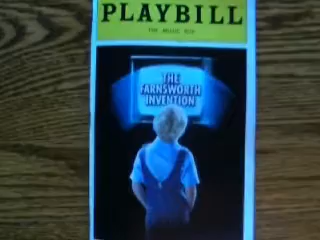 PLAYBILL
THE MUSIC BOX
THE
FARNSWORTH
INVENTION